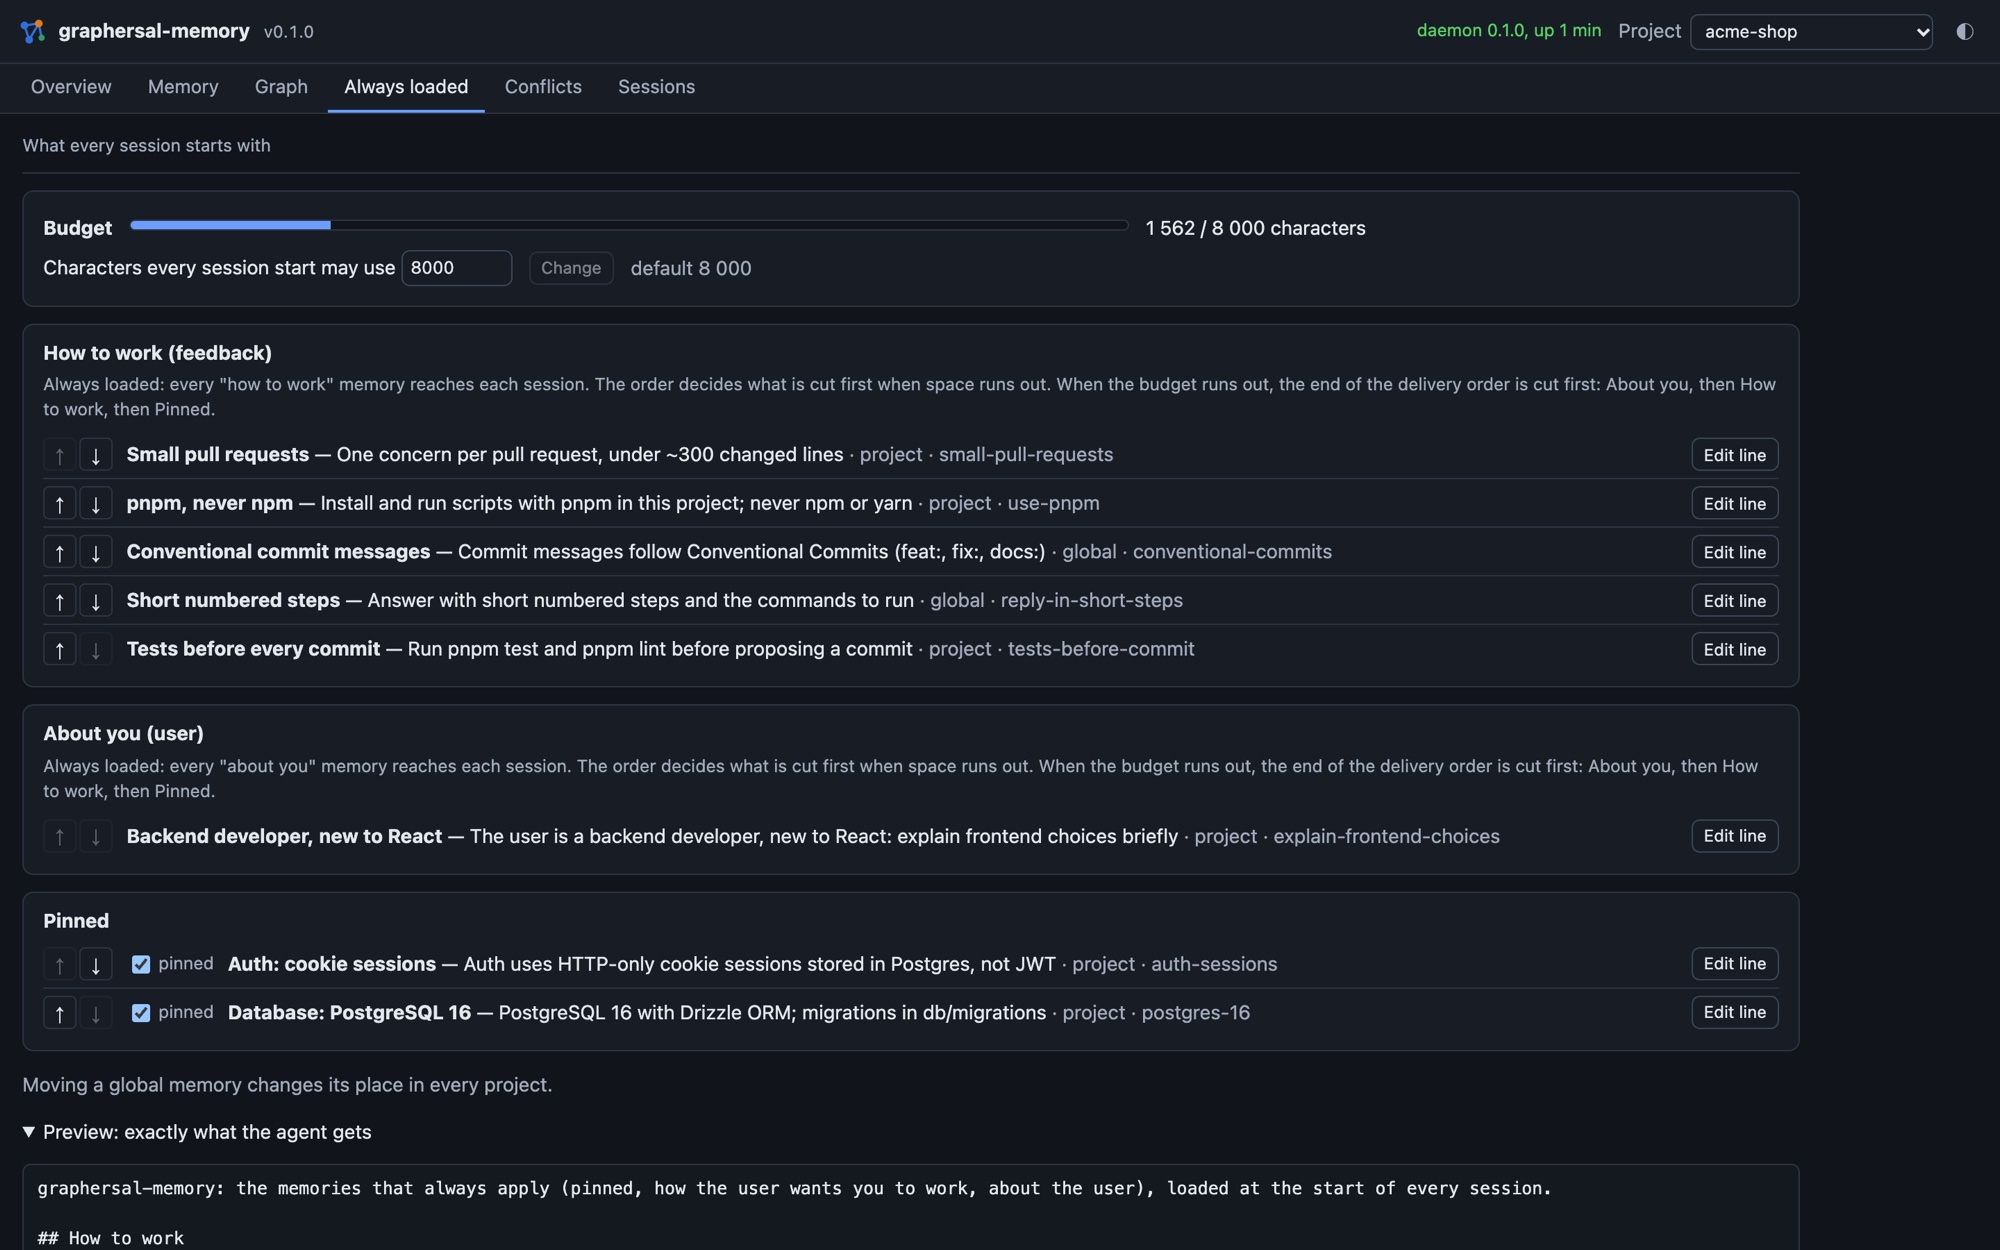 graphersal-memory v0.1.0
daemon 0.1.0, up 1 min Project acme-shop
Overview Memory Graph Always loaded Conflicts Sessions
What every session starts with
Budget 1 562 / 8 000 characters
Characters every session start may use 8000 Change default 8 000
How to work (feedback)
Always loaded: every "how to work" memory reaches each session. The order decides what is cut first when space runs out. When the budget runs out, the end of the delivery order is cut first: About you, then How
to work, then Pinned.
↑ ↓ Small pull requests — One concern per pull request, under ~300 changed lines · project · small-pull-requests Edit line
↑ ↓ pnpm, never npm — Install and run scripts with pnpm in this project; never npm or yarn · project · use-pnpm Edit line
↑ ↓ Conventional commit messages — Commit messages follow Conventional Commits (feat:, fix:, docs:) · global · conventional-commits Edit line
↑ ↓ Short numbered steps — Answer with short numbered steps and the commands to run · global · reply-in-short-steps Edit line
↑ ↓ Tests before every commit — Run pnpm test and pnpm lint before proposing a commit · project · tests-before-commit Edit line
About you (user)
Always loaded: every "about you" memory reaches each session. The order decides what is cut first when space runs out. When the budget runs out, the end of the delivery order is cut first: About you, then How
to work, then Pinned.
↑ ↓ Backend developer, new to React — The user is a backend developer, new to React: explain frontend choices briefly · project · explain-frontend-choices Edit line
Pinned
↑ ↓ pinned Auth: cookie sessions — Auth uses HTTP-only cookie sessions stored in Postgres, not JWT · project · auth-sessions Edit line
↑ ↓ pinned Database: PostgreSQL 16 — PostgreSQL 16 with Drizzle ORM; migrations in db/migrations · project · postgres-16 Edit line
Moving a global memory changes its place in every project.
▼ Preview: exactly what the agent gets
graphersal-memory: the memories that always apply (pinned, how the user wants you to work, about the user), loaded at the start of every session.
## How to work